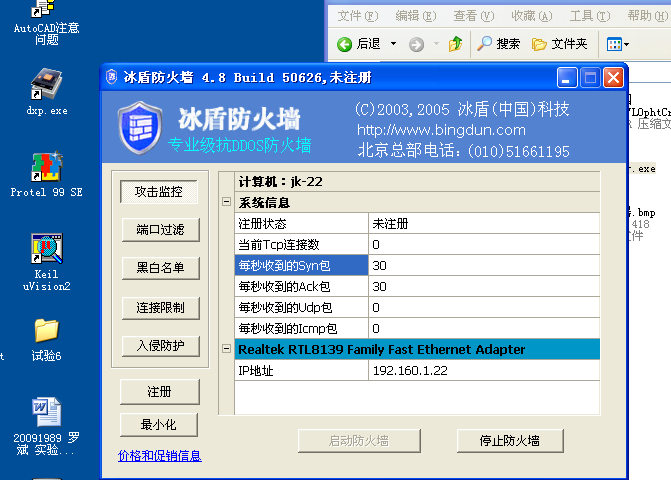 AutoCAD注意
问题
dxp.exe
Protel 99 SE
Keil
uVision2
试验6
20091989 罗
斌 实验...
文件(F) 编辑(E) 查看(V) 收藏(A) 工具(T) 帮助(H)
后退 搜索 文件夹
冰盾防火墙 4.8 Build 50626,未注册
冰盾防火墙
专业级抗DDOS防火墙
(C)2003,2005 冰盾(中国)科技
http://www.bingdun.com
北京总部电话:(010)51661195
攻击监控
端口过滤
黑白名单
连接限制
入侵防护
注册
最小化
价格和促销信息
计算机:jk-22
系统信息
注册状态 未注册
当前Tcp连接数 0
每秒收到的Syn包 30
每秒收到的Ack包 30
每秒收到的Udp包 0
每秒收到的Icmp包 0
Realtek RTL8139 Family Fast Ethernet Adapter
IP地址 192.160.1.22
启动防火墙 停止防火墙
压缩文
.exe
.bmp
418
文件